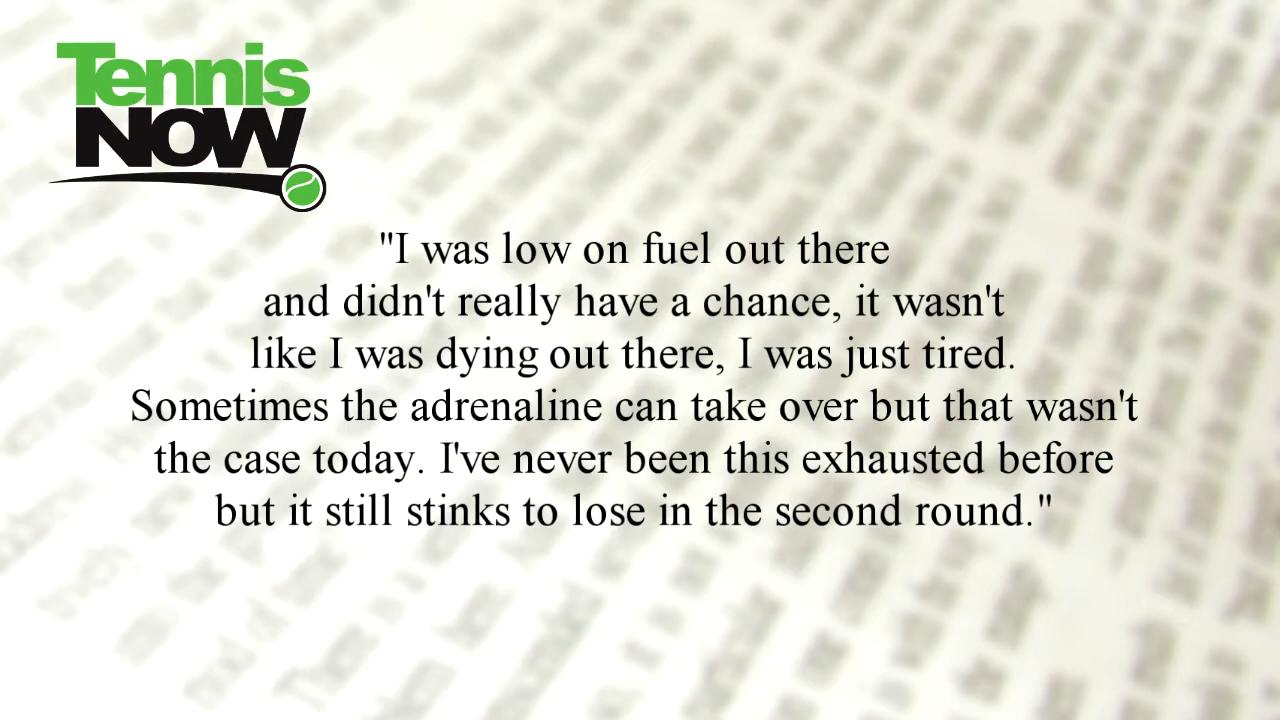 Tennis
NOW
"I was low on fuel out there
and didn't really have a chance, it wasn't
like I was dying out there, I was just tired.
Sometimes the adrenaline can take over but that wasn't
the case today. I've never been this exhausted before
but it still stinks to lose in the second round."